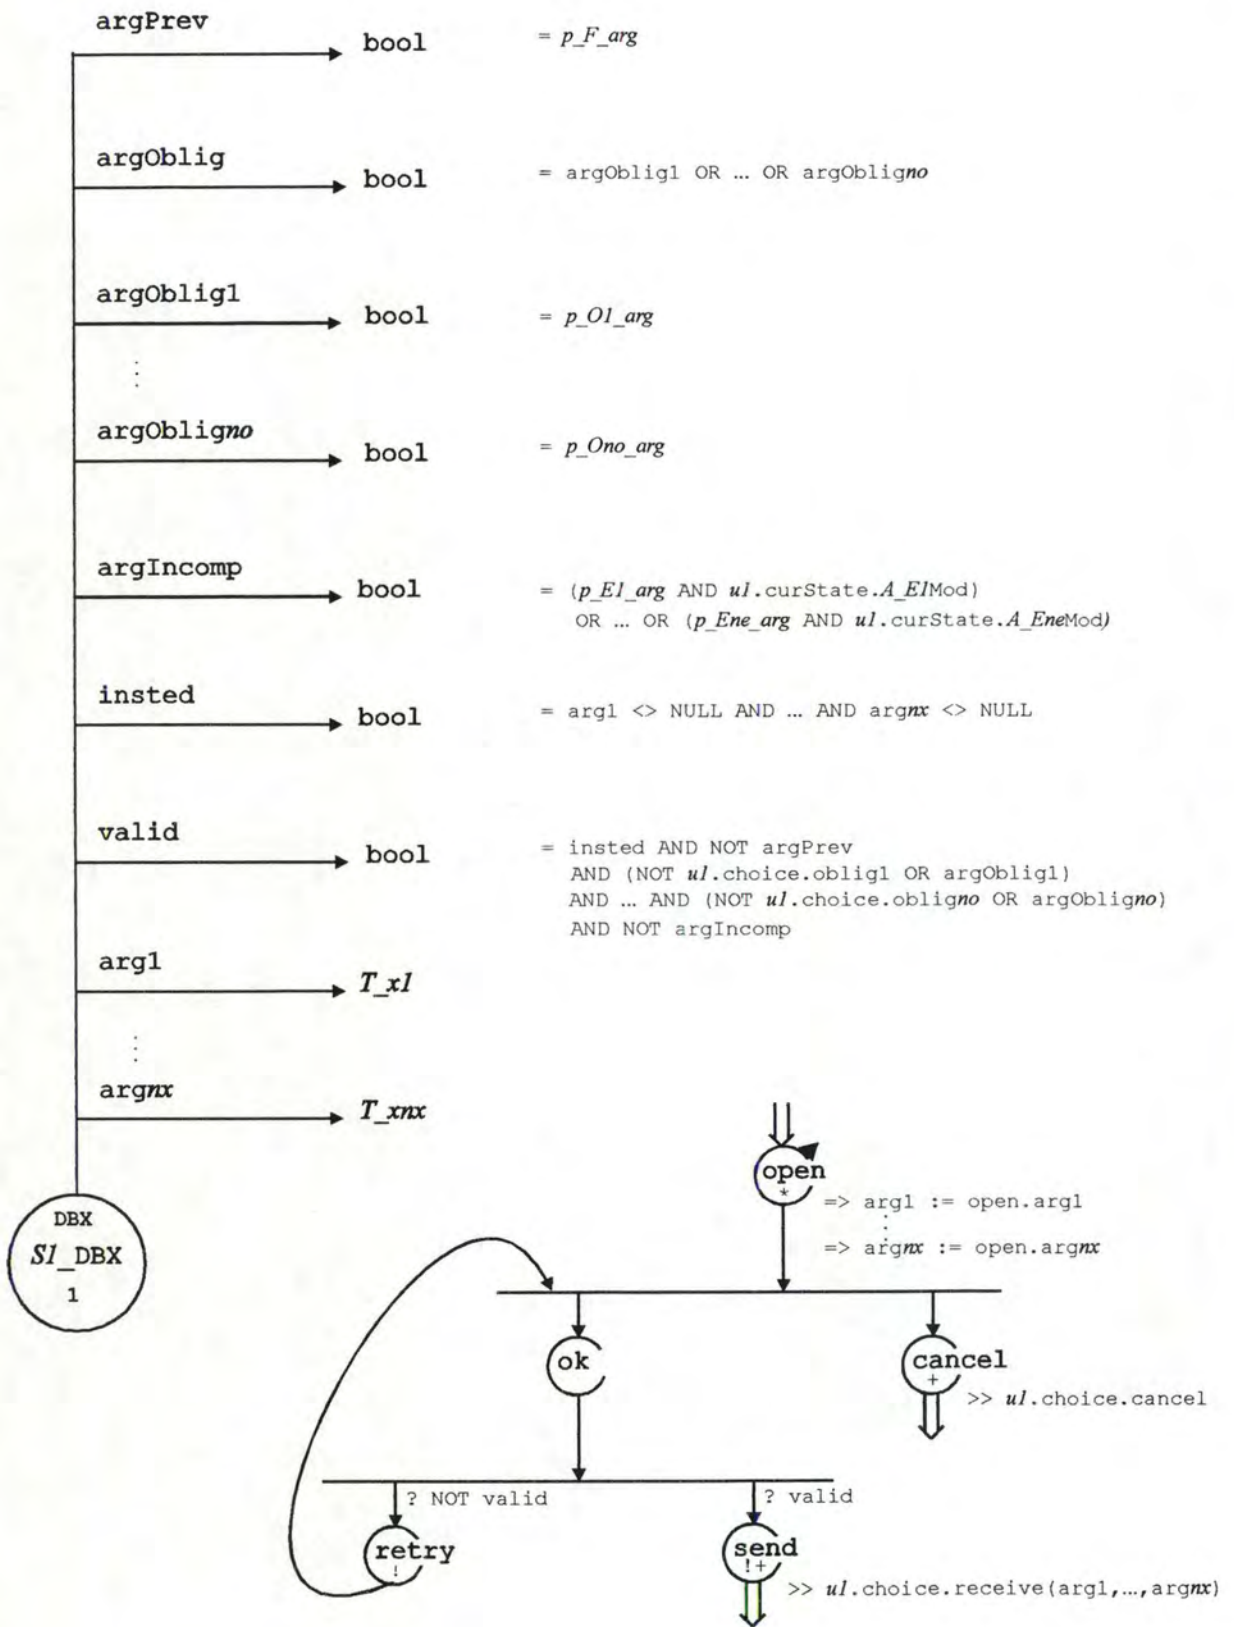 argPrev
bool = p_F_arg
argOblig
bool = argOblig1 OR … OR argObligno
argOblig1
bool = p_O1_arg
argObligno
bool = p_Ono_arg
argIncomp
bool = (p_E1_arg AND u1.curState.A_E1Mod)
OR … OR (p_Ene_arg AND u1.curState.A_EneMod)
insted
bool = arg1 <> NULL AND … AND argnx <> NULL
valid
bool = insted AND NOT argPrev
AND (NOT u1.choice.oblig1 OR argOblig1)
AND … AND (NOT u1.choice.obligno OR argObligno)
AND NOT argIncomp
arg1
T_x1
argnx
T_xnx
open
*
=> arg1 := open.arg1
=> argnx := open.argnx
DBX
S1_DBX
1
ok
cancel
+
>> u1.choice.cancel
? NOT valid
? valid
retry
!
send
!+
>> u1.choice.receive(arg1,…,argnx)